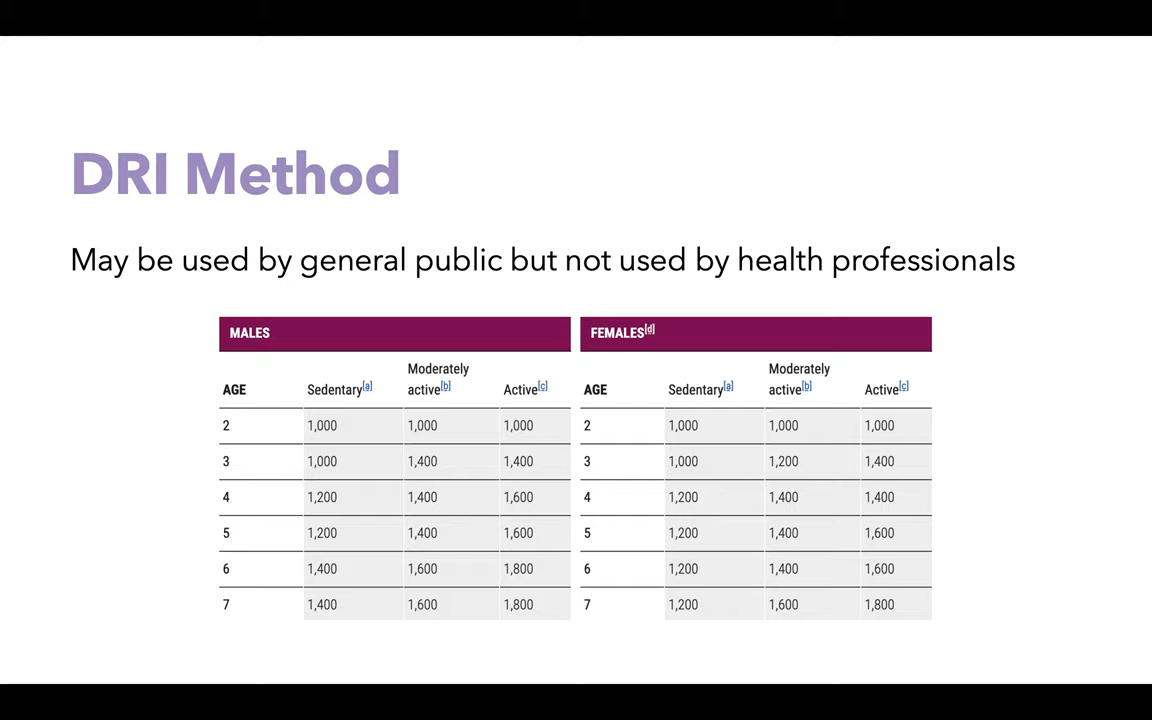 DRI Method
May be used by general public but not used by health professionals
MALES
AGE Sedentary[a] Moderately active[b] Active[c]
2 1,000 1,000 1,000
3 1,000 1,400 1,400
4 1,200 1,400 1,600
5 1,200 1,400 1,600
6 1,400 1,600 1,800
7 1,400 1,600 1,800
FEMALES[d]
AGE Sedentary[a] Moderately active[b] Active[c]
2 1,000 1,000 1,000
3 1,000 1,200 1,400
4 1,200 1,400 1,400
5 1,200 1,400 1,600
6 1,200 1,400 1,600
7 1,200 1,600 1,800